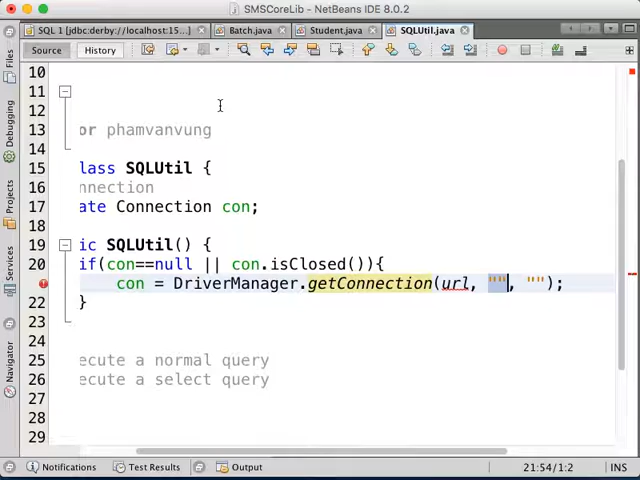 SMSCoreLib - NetBeans IDE 8.0.2
SQL 1 [jdbc:derby://localhost:15...
Batch.java
Student.java
SQLUtil.java
Source
History
Files
Debugging
Projects
Services
Navigator
10
11
12
13 or phamvanvung
14
15 lass SQLUtil {
16 nnection
17 ate Connection con;
18
19 ic SQLUtil() {
20 if(con==null || con.isClosed()){
con = DriverManager.getConnection(url, "", "");
22 }
23
24
25 ecute a normal query
26 ecute a select query
27
28
29
Notifications
Test Results
Output
21:54/1:2
INS